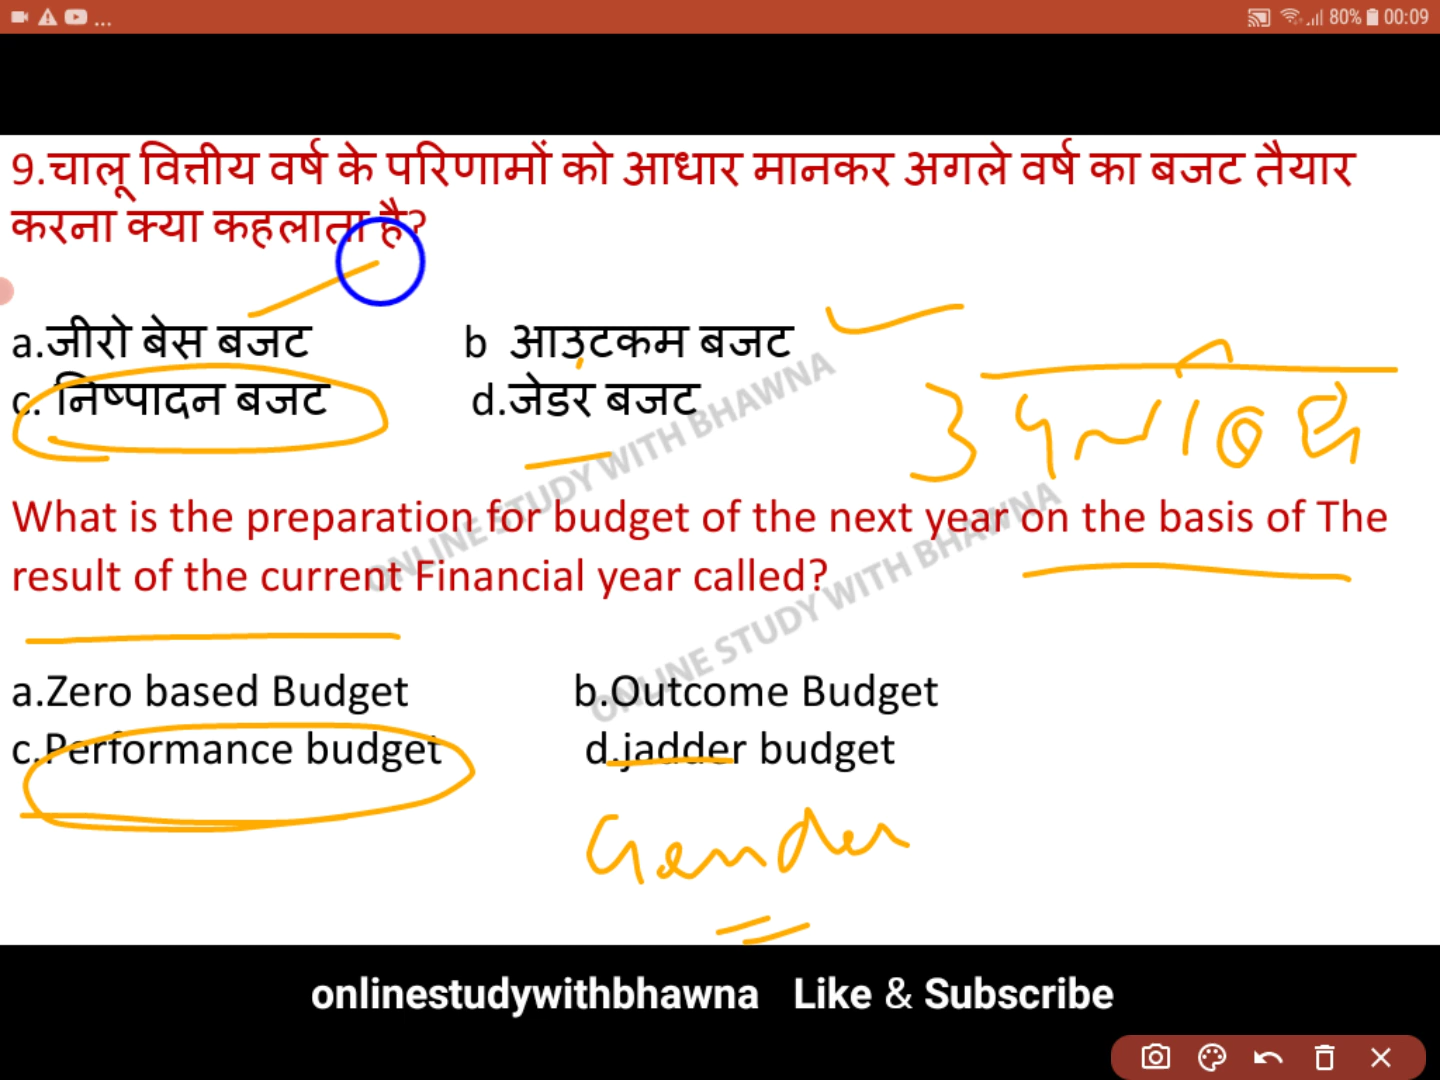 ... 80% 00:09
9.चालू वित्तीय वर्ष के परिणामों को आधार मानकर अगले वर्ष का बजट तैयार
करना क्या कहलाता है?
a.जीरो बेस बजट b आउटकम बजट
c. निष्पादन बजट d.जेडर बजट
What is the preparation for budget of the next year on the basis of The
result of the current Financial year called?
a.Zero based Budget b.Outcome Budget
c.Performance budget d.jadder budget
Gender
ONLINE STUDY WITH BHAWNA
ONLINE STUDY WITH BHAWNA
onlinestudywithbhawna Like & Subscribe